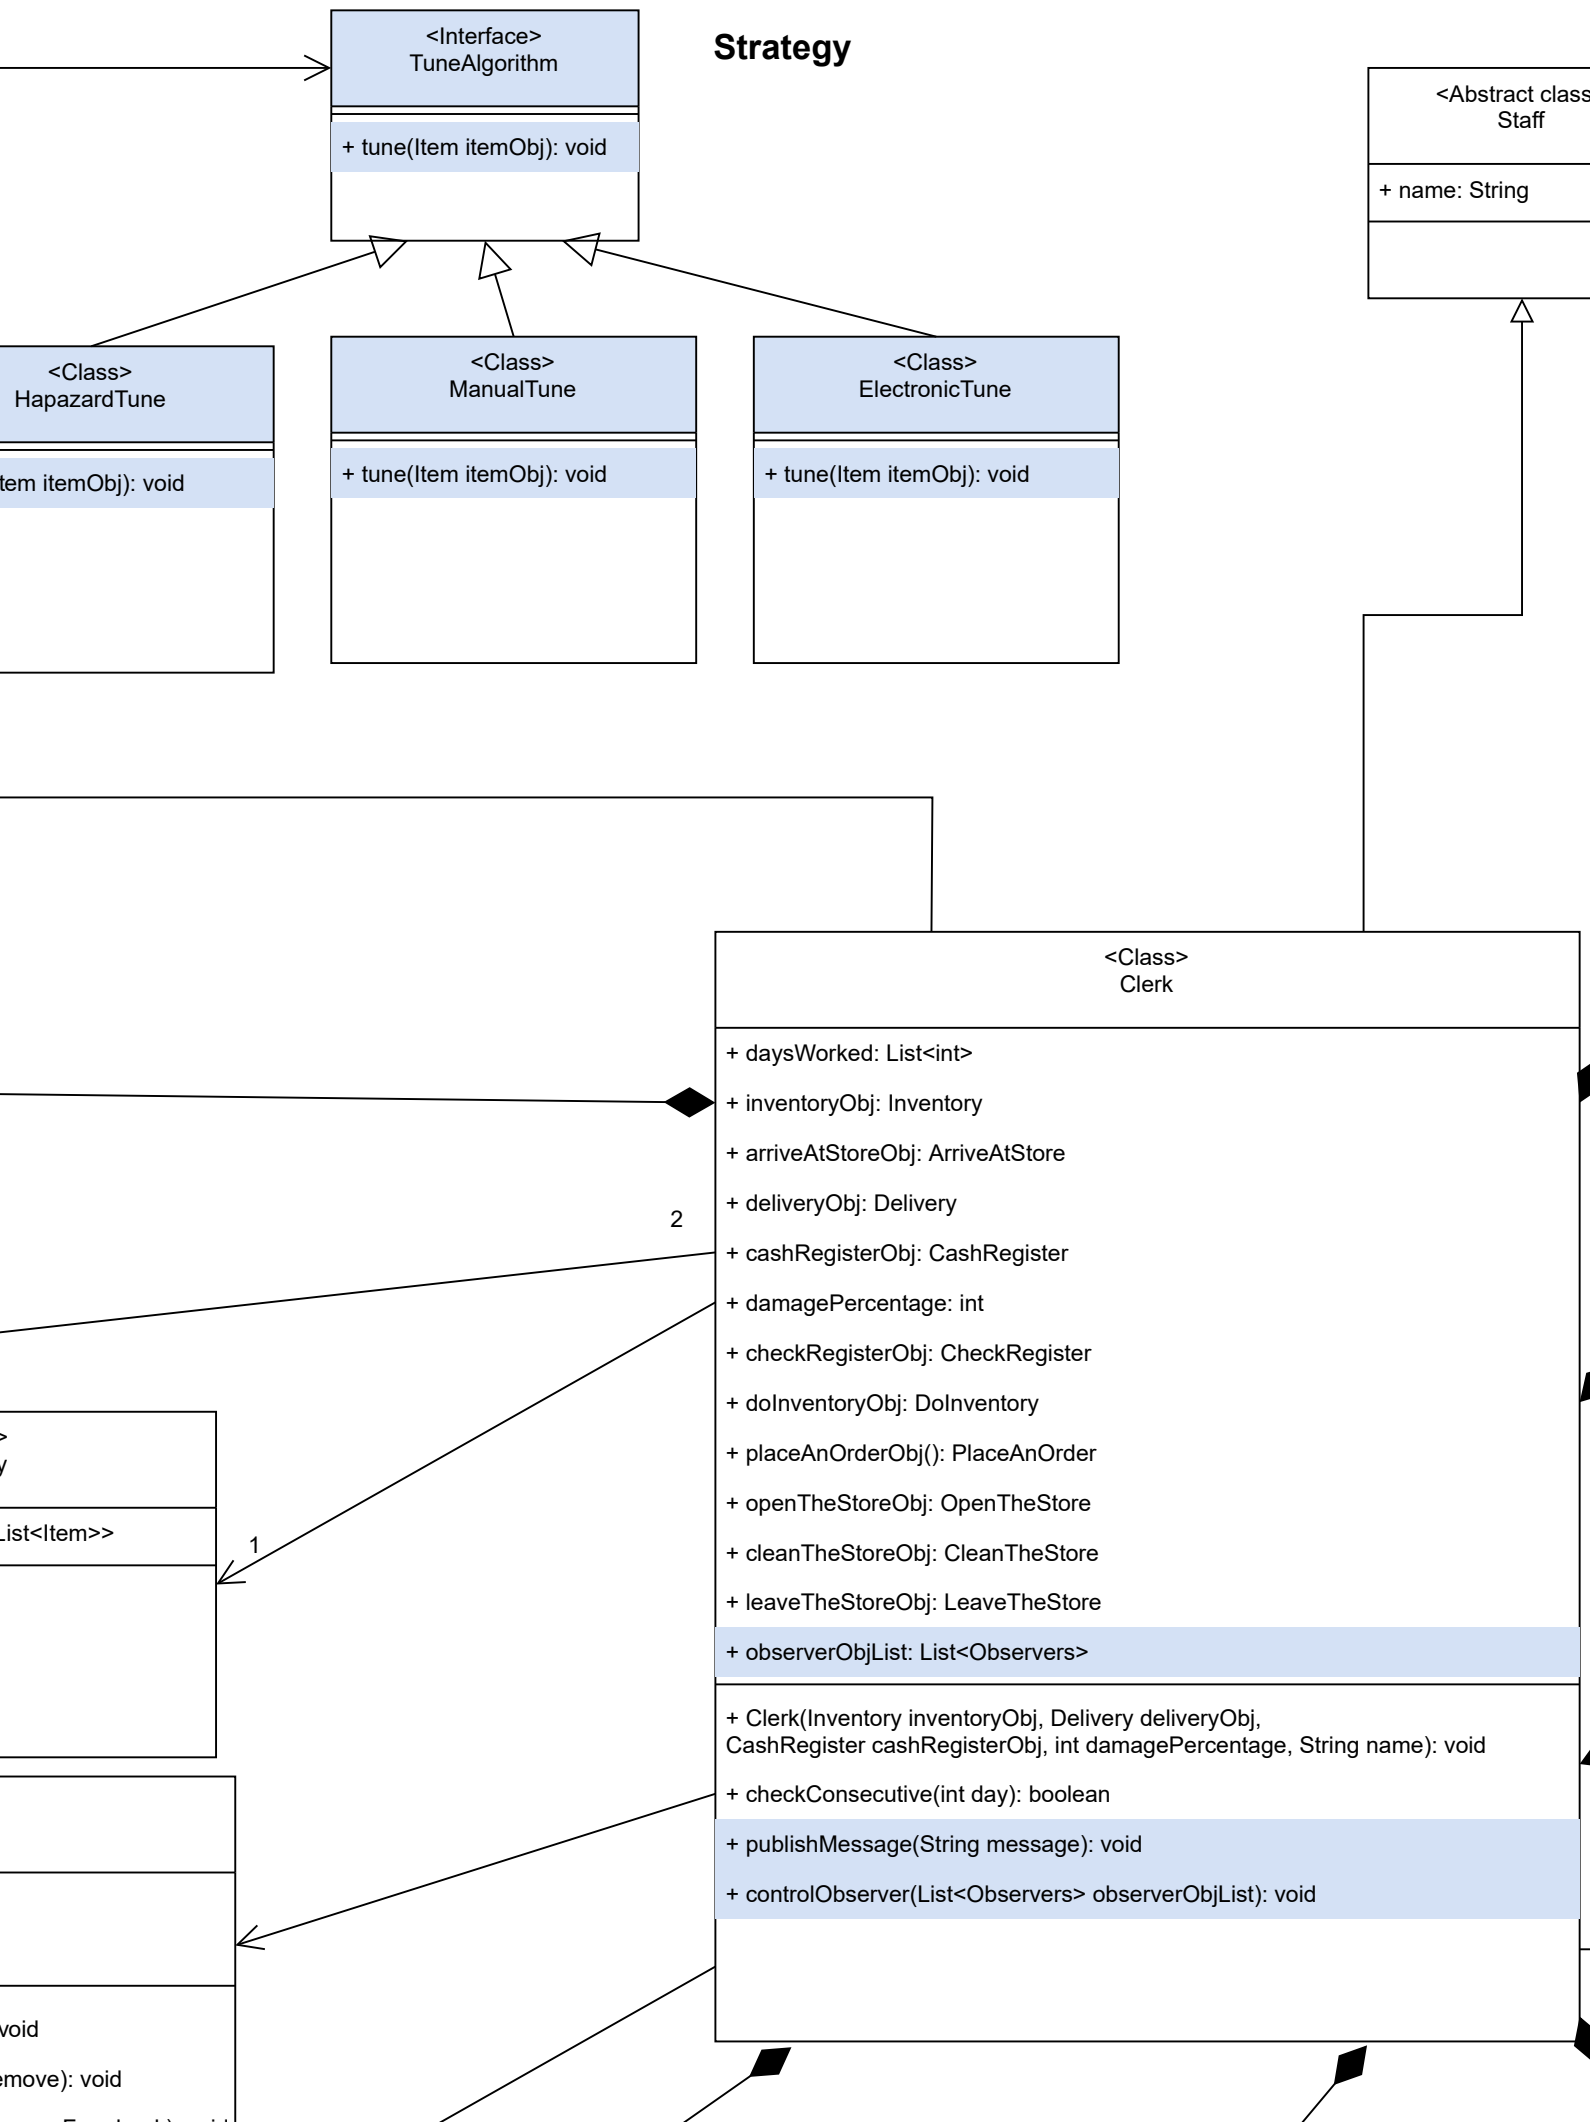 Strategy
<Interface>
TuneAlgorithm
+ tune(Item itemObj): void
<Abstract class
Staff
+ name: String
<Class>
HapazardTune
tem itemObj): void
<Class>
ManualTune
+ tune(Item itemObj): void
<Class>
ElectronicTune
+ tune(Item itemObj): void
<Class>
Clerk
+ daysWorked: List<int>
+ inventoryObj: Inventory
+ arriveAtStoreObj: ArriveAtStore
+ deliveryObj: Delivery
+ cashRegisterObj: CashRegister
+ damagePercentage: int
+ checkRegisterObj: CheckRegister
+ doInventoryObj: DoInventory
+ placeAnOrderObj(): PlaceAnOrder
+ openTheStoreObj: OpenTheStore
+ cleanTheStoreObj: CleanTheStore
+ leaveTheStoreObj: LeaveTheStore
+ observerObjList: List<Observers>
+ Clerk(Inventory inventoryObj, Delivery deliveryObj,
CashRegister cashRegisterObj, int damagePercentage, String name): void
+ checkConsecutive(int day): boolean
+ publishMessage(String message): void
+ controlObserver(List<Observers> observerObjList): void
2
1
>
y
List<Item>>
void
emove): void